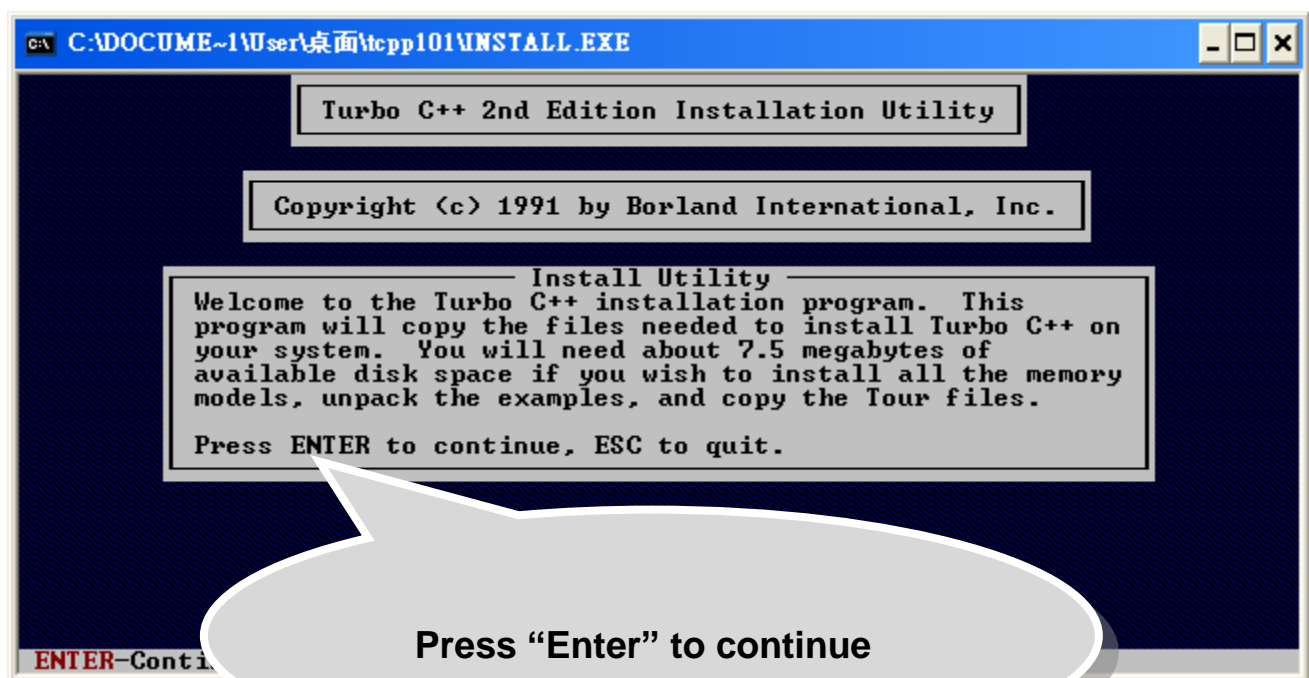 C:\DOCUME~1\User\桌面\tcpp101\INSTALL.EXE
Turbo C++ 2nd Edition Installation Utility
Copyright (c) 1991 by Borland International, Inc.
Install Utility
Welcome to the Turbo C++ installation program.  This
program will copy the files needed to install Turbo C++ on
your system.  You will need about 7.5 megabytes of
available disk space if you wish to install all the memory
models, unpack the examples, and copy the Tour files.
Press ENTER to continue, ESC to quit.
Press “Enter” to continue
ENTER-Conti